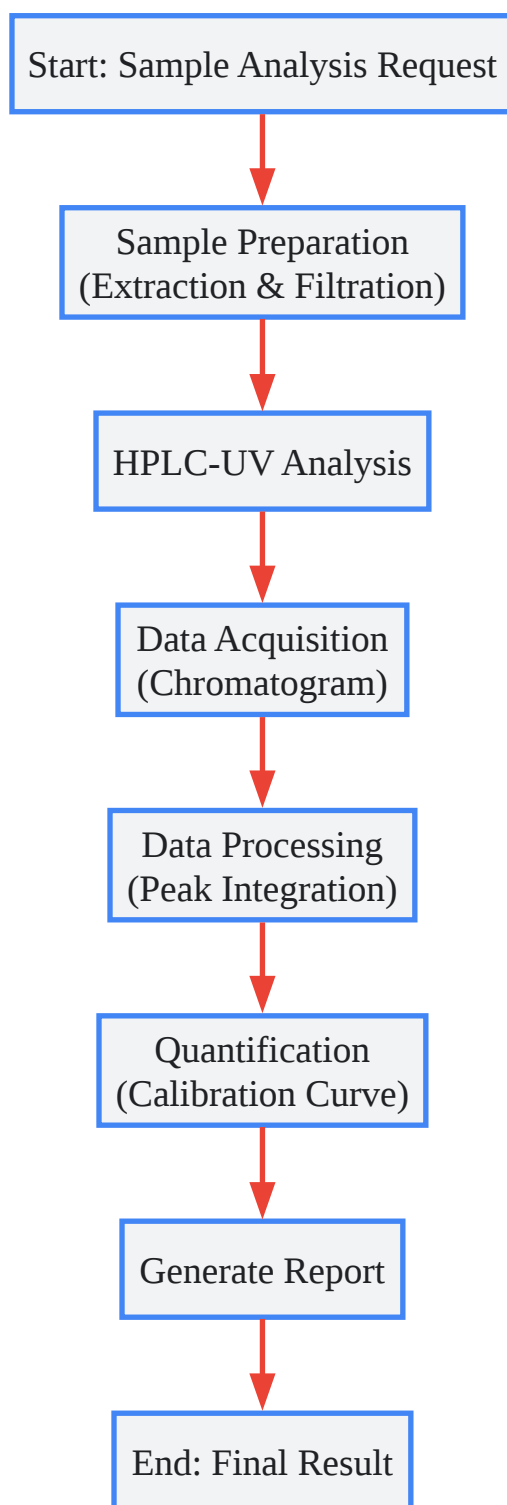 Start: Sample Analysis Request
Sample Preparation
(Extraction & Filtration)
HPLC-UV Analysis
Data Acquisition
(Chromatogram)
Data Processing
(Peak Integration)
Quantification
(Calibration Curve)
Generate Report
End: Final Result